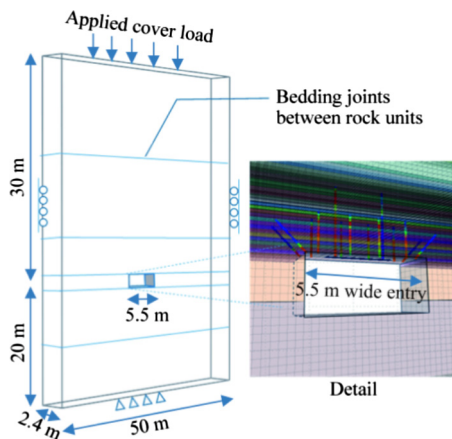 Applied cover load
Bedding joints
between rock units
30 m
5.5 m
5.5 m wide entry
20 m
Detail
2.4 m
50 m